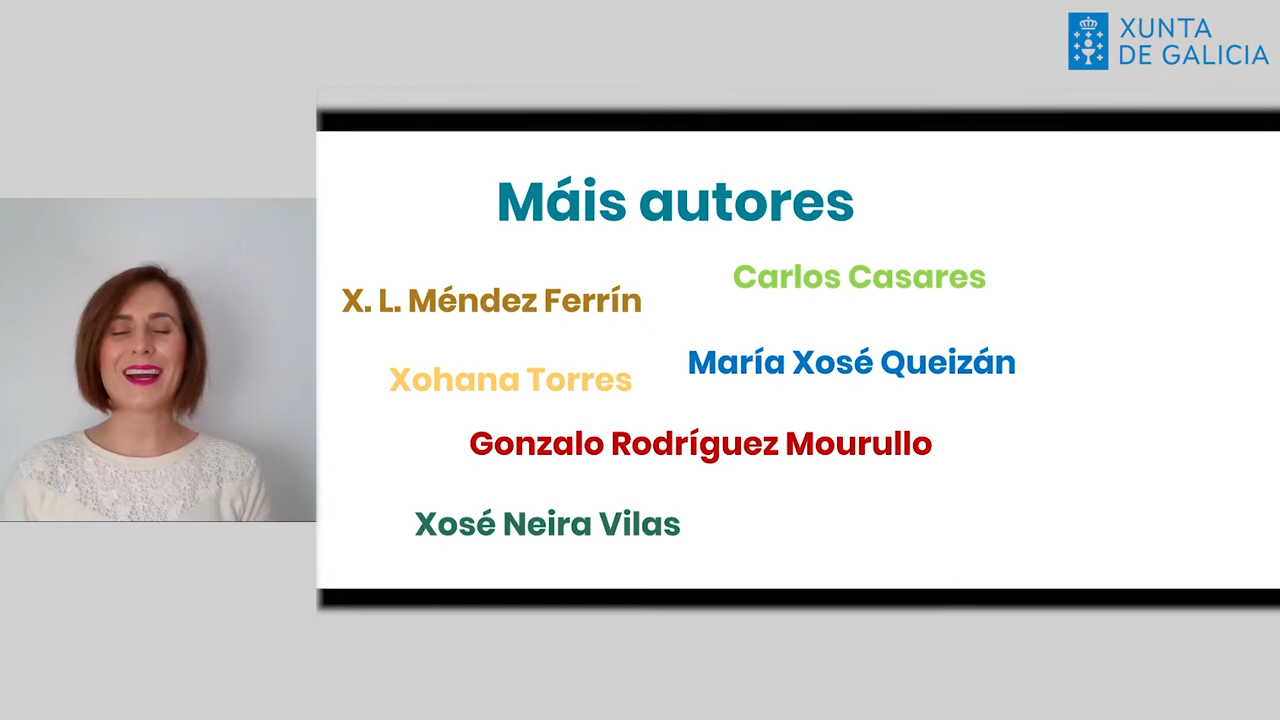 XUNTA
DE GALICIA
Máis autores
Carlos Casares
X. L. Méndez Ferrín
María Xosé Queizán
Xohana Torres
Gonzalo Rodríguez Mourullo
Xosé Neira Vilas